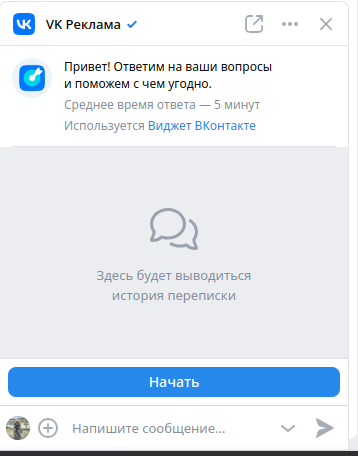 VK Реклама
Привет! Ответим на ваши вопросы
и поможем с чем угодно.
Среднее время ответа — 5 минут
Используется Виджет ВКонтакте
Здесь будет выводиться
история переписки
Начать
Напишите сообщение...